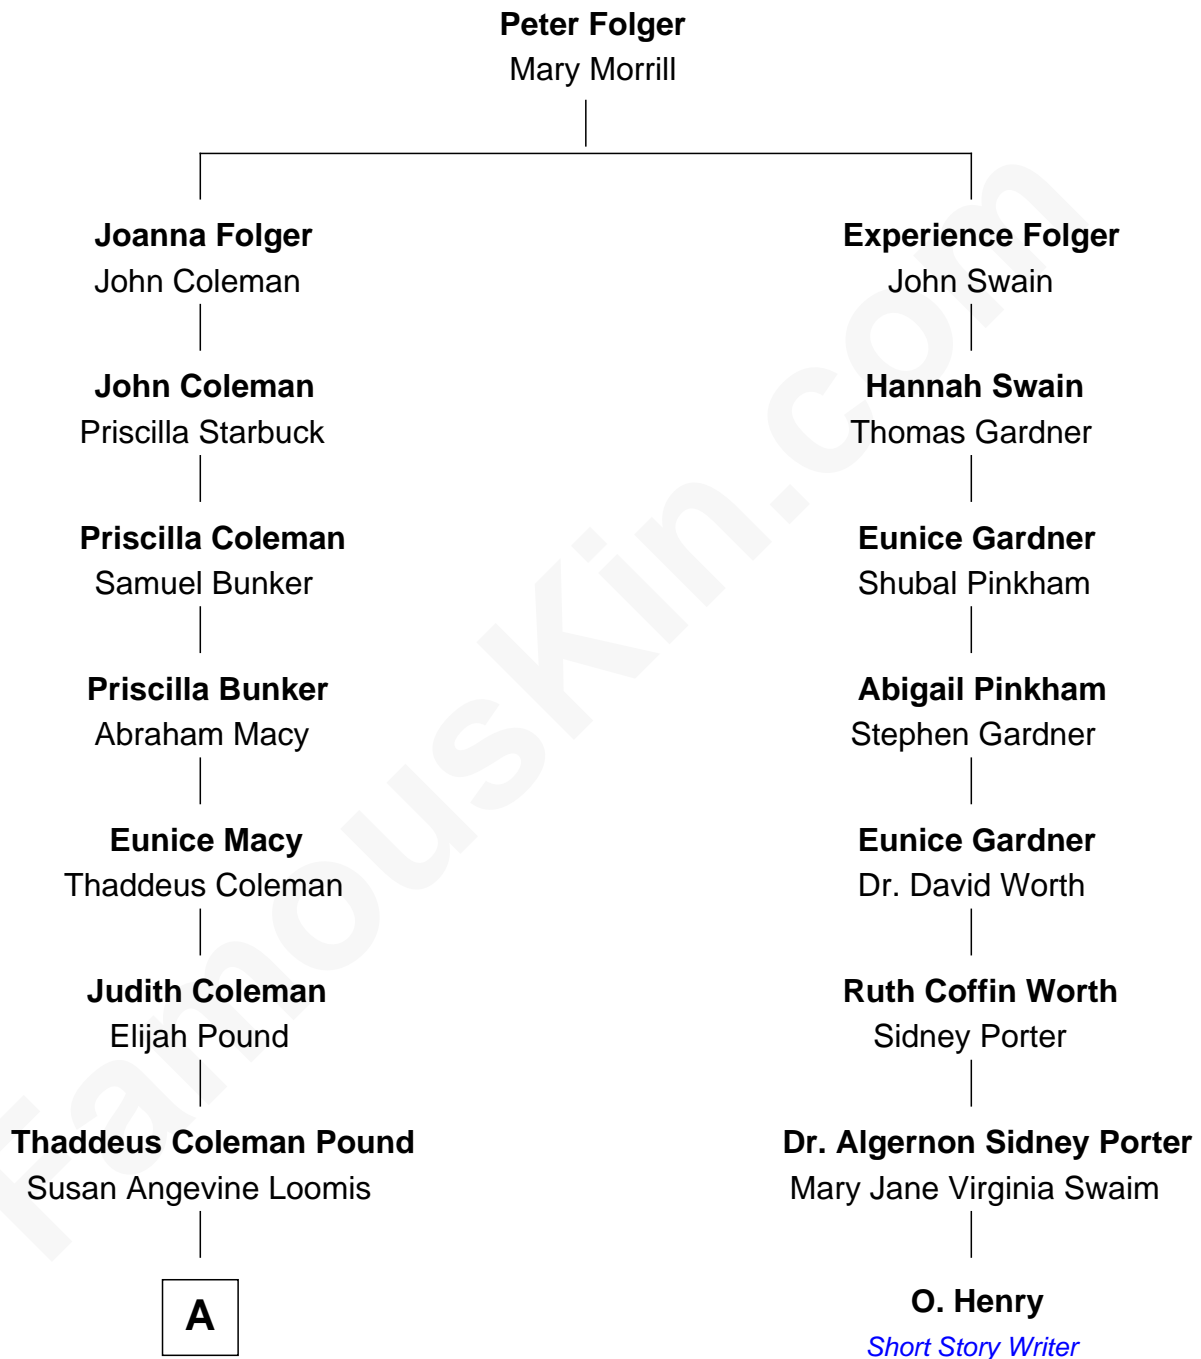 Peter Folger
Mary Morrill
Joanna Folger
John Coleman
Experience Folger
John Swain
John Coleman
Priscilla Starbuck
Hannah Swain
Thomas Gardner
Priscilla Coleman
Samuel Bunker
Eunice Gardner
Shubal Pinkham
Priscilla Bunker
Abraham Macy
Abigail Pinkham
Stephen Gardner
Eunice Macy
Thaddeus Coleman
Eunice Gardner
Dr. David Worth
Judith Coleman
Elijah Pound
Ruth Coffin Worth
Sidney Porter
Thaddeus Coleman Pound
Susan Angevine Loomis
Dr. Algernon Sidney Porter
Mary Jane Virginia Swaim
A
O. Henry
Short Story Writer
FamousKin.com